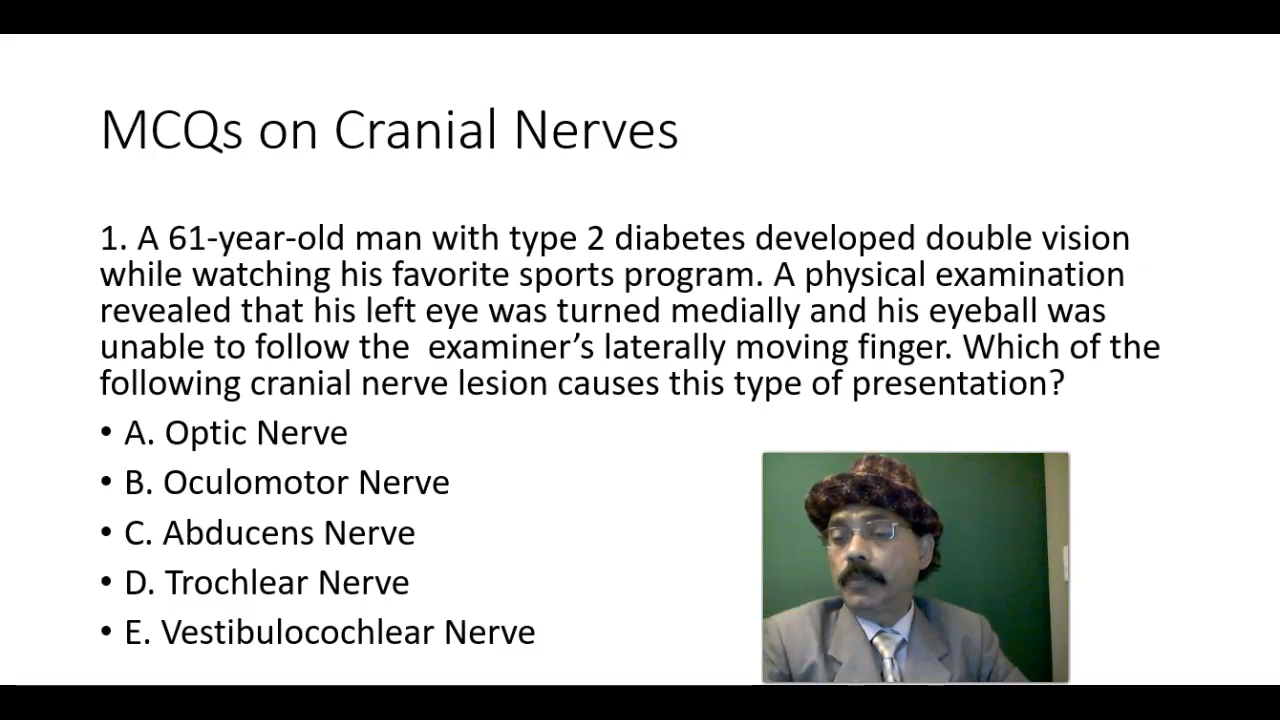 MCQs on Cranial Nerves
1. A 61-year-old man with type 2 diabetes developed double vision
while watching his favorite sports program. A physical examination
revealed that his left eye was turned medially and his eyeball was
unable to follow the  examiner’s laterally moving finger. Which of the
following cranial nerve lesion causes this type of presentation?
• A. Optic Nerve
• B. Oculomotor Nerve
• C. Abducens Nerve
• D. Trochlear Nerve
• E. Vestibulocochlear Nerve